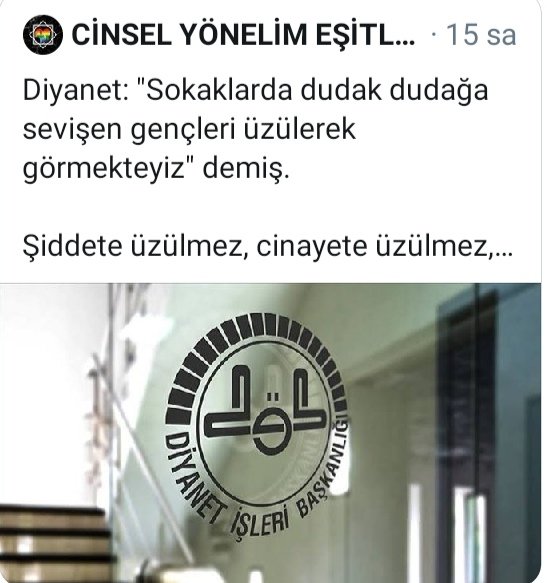 CİNSEL YÖNELİM EŞİTL... · 15 sa
Diyanet: "Sokaklarda dudak dudağa
sevişen gençleri üzülerek
görmekteyiz" demiş.
Şiddete üzülmez, cinayete üzülmez,...
DİYANET İŞLERİ BAŞKANLIĞI